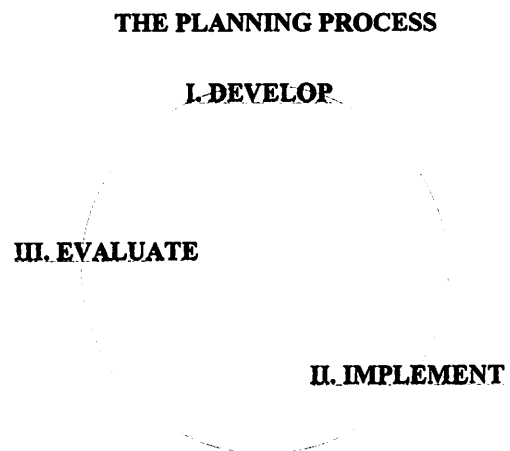 THE PLANNING PROCESS
I. DEVELOP
III. EVALUATE
II. IMPLEMENT